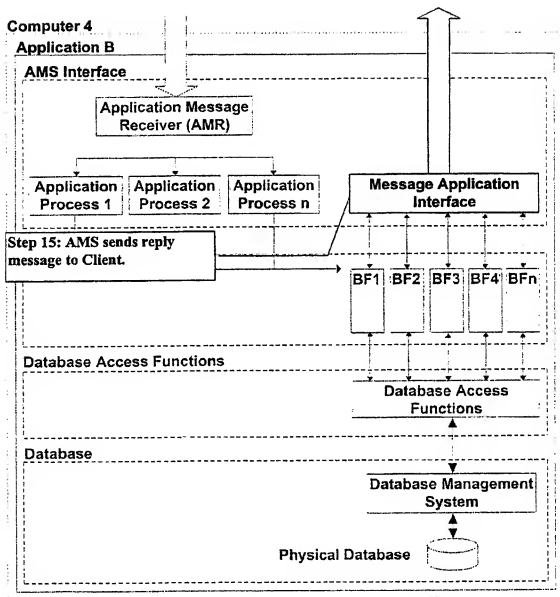 Computer 4
Application B
AMS Interface
Application Message
Receiver (AMR)
Application
Process 1
Application
Process 2
Application
Process n
Message Application
Interface
Step 15: AMS sends reply
message to Client.
BF1
BF2
BF3
BF4
BFn
Database Access Functions
Database Access
Functions
Database
Database Management
System
Physical Database